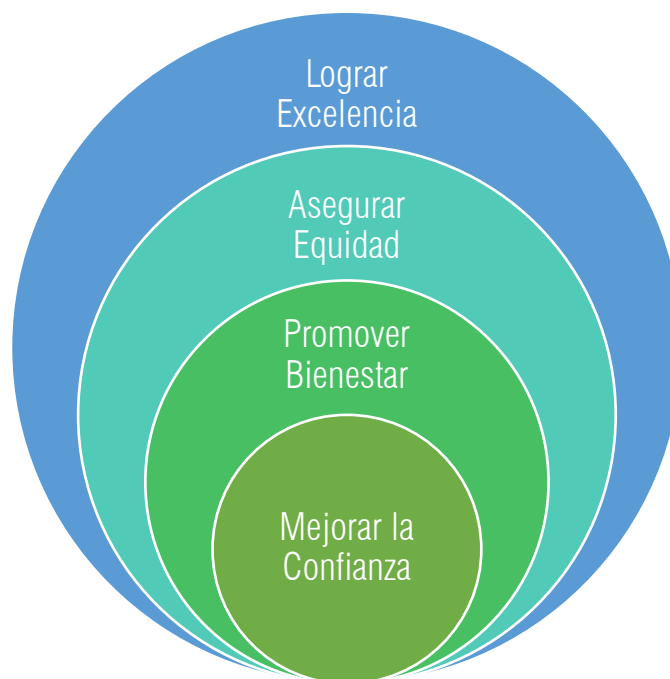 Lograr
Excelencia
Asegurar
Equidad
Promover
Bienestar
Mejorar la
Confianza